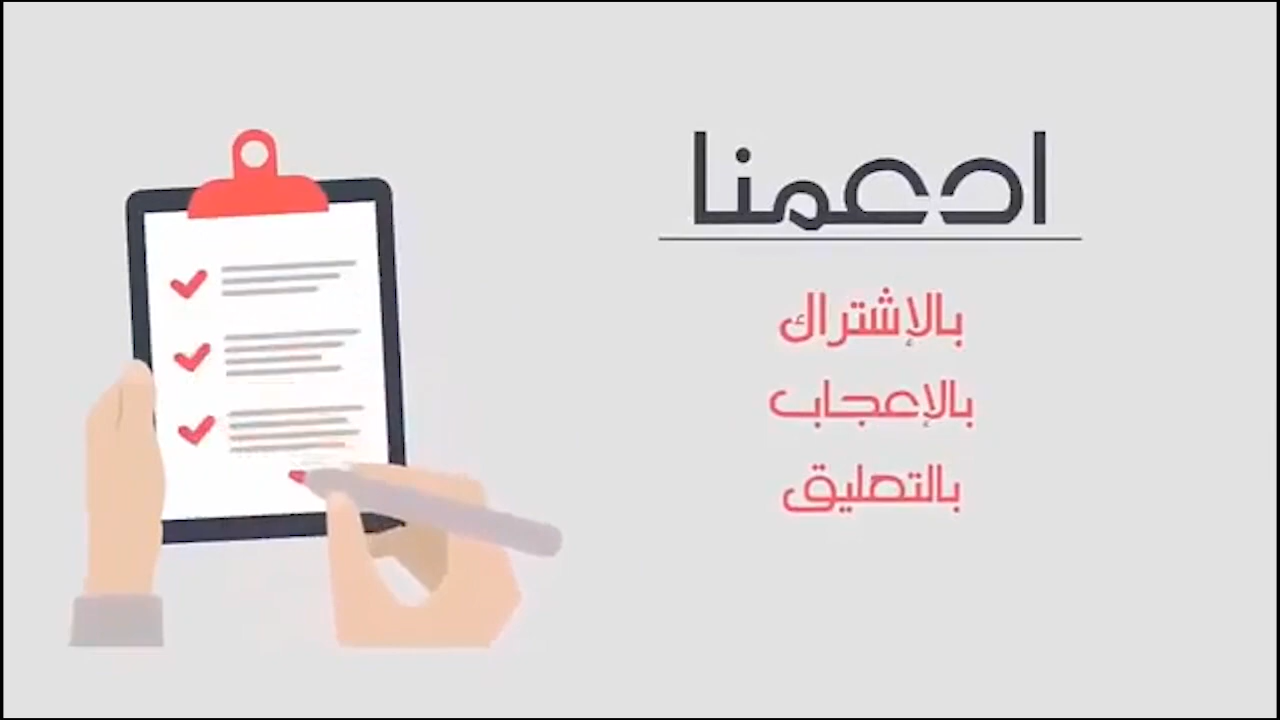 ادعمنا
بالإشتراك
بالإعجاب
بالتعليق